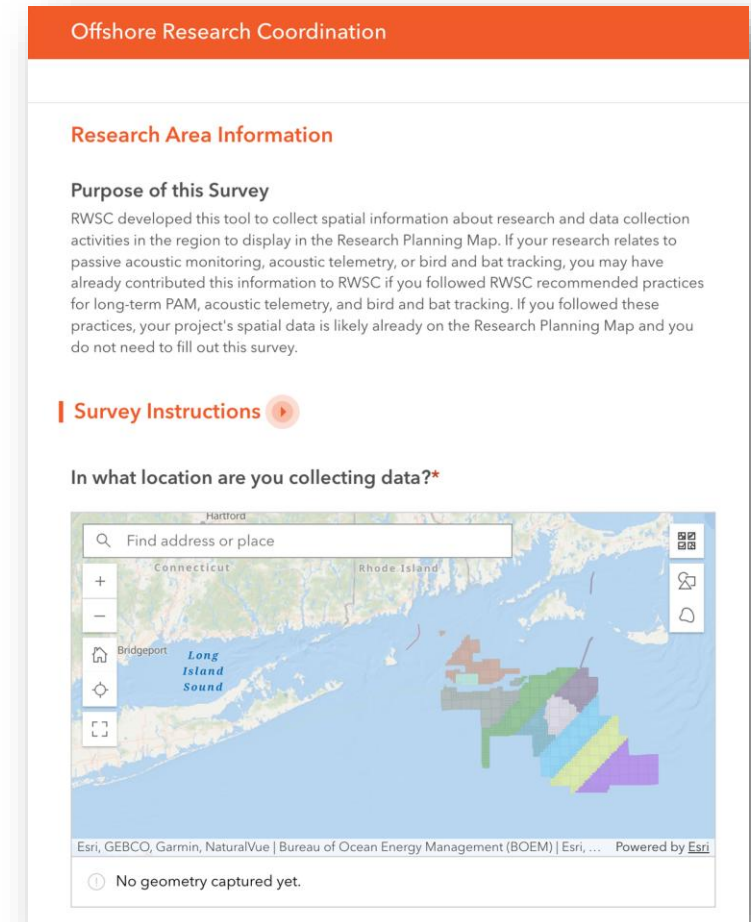 Offshore Research Coordination
Research Area Information
Purpose of this Survey
RWSC developed this tool to collect spatial information about research and data collection
activities in the region to display in the Research Planning Map. If your research relates to
passive acoustic monitoring, acoustic telemetry, or bird and bat tracking, you may have
already contributed this information to RWSC if you followed RWSC recommended practices
for long-term PAM, acoustic telemetry, and bird and bat tracking. If you followed these
practices, your project's spatial data is likely already on the Research Planning Map and you
do not need to fill out this survey.
Survey Instructions
In what location are you collecting data?*
Hartford
Find address or place
Connecticut
Rhode Island
Bridgeport
Long
Island
Sound
Esri, GEBCO, Garmin, NaturalVue | Bureau of Ocean Energy Management (BOEM) | Esri, ... Powered by Esri
No geometry captured yet.